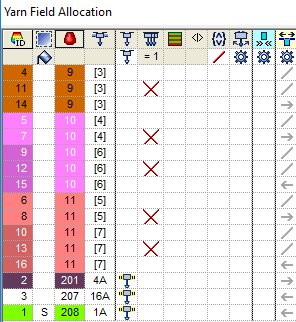 Yarn Field Allocation
ID
= 1
4 9 [3]
11 9 [3]
14 9 [3]
5 10 [4]
7 10 [4]
9 10 [6]
12 10 [6]
15 10 [6]
6 11 [5]
8 11 [5]
10 11 [7]
13 11 [7]
16 11 [7]
2 201 4A
3 207 16A
1 S 208 1A